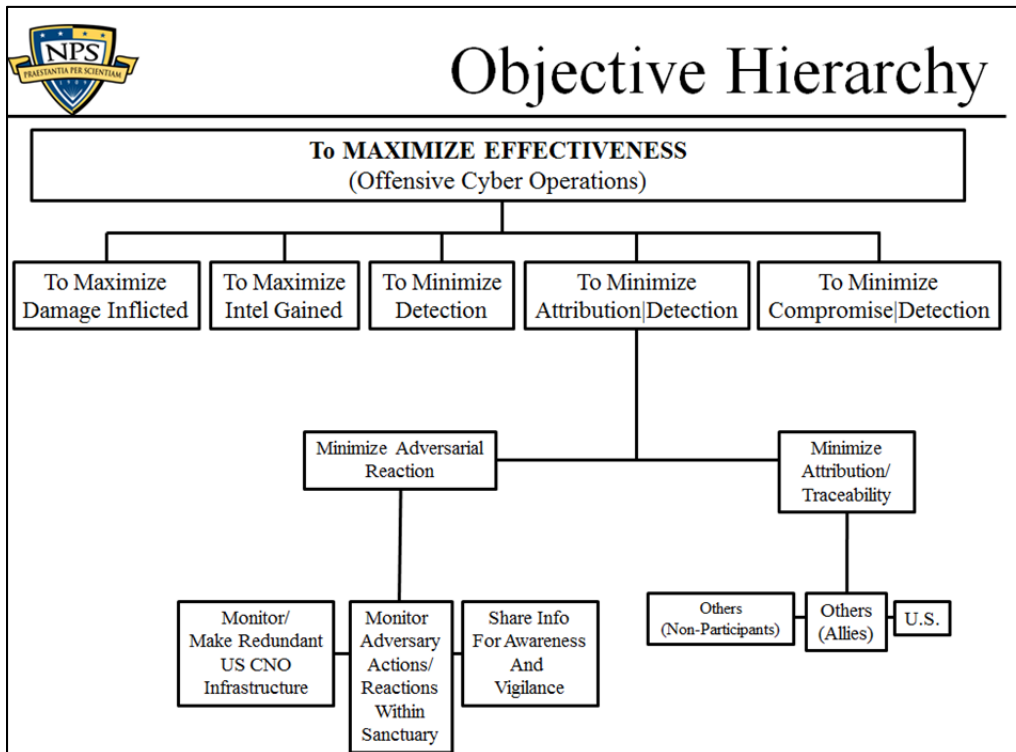 NPS
PRAESTANTIA PER SCIENTIAM
Objective Hierarchy
To MAXIMIZE EFFECTIVENESS
(Offensive Cyber Operations)
To Maximize
Damage Inflicted
To Maximize
Intel Gained
To Minimize
Detection
To Minimize
Attribution|Detection
To Minimize
Compromise|Detection
Minimize Adversarial
Reaction
Minimize
Attribution/
Traceability
Monitor/
Make Redundant
US CNO
Infrastructure
Monitor
Adversary
Actions/
Reactions
Within
Sanctuary
Share Info
For Awareness
And
Vigilance
Others
(Non-Participants)
Others
(Allies)
U.S.